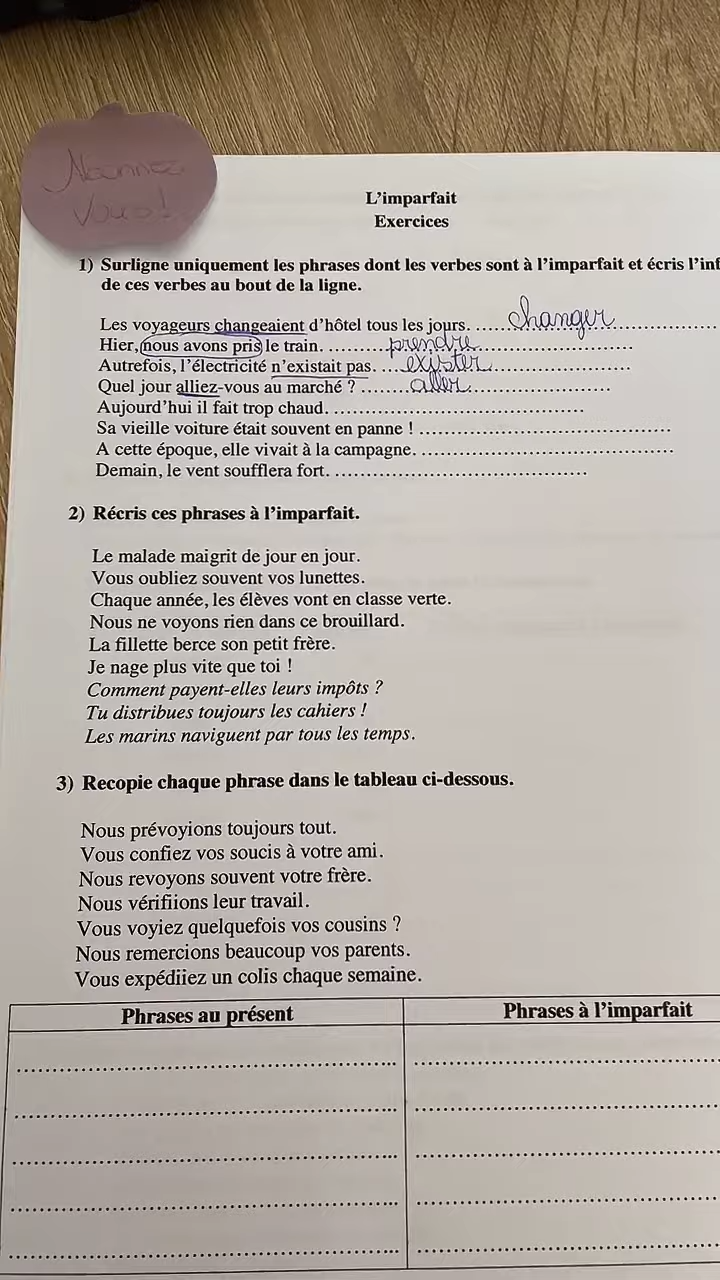 Abonnez
Vous!
L'imparfait
Exercices
1) Surligne uniquement les phrases dont les verbes sont à l'imparfait et écris l'inf
de ces verbes au bout de la ligne.
Les voyageurs changeaient d'hôtel tous les jours. ..... changer ....................
Hier, nous avons pris le train. ............ prendre ...........................
Autrefois, l'électricité n'existait pas. .... exister ...........................
Quel jour alliez-vous au marché ? ....... aller .........................
Aujourd'hui il fait trop chaud. ..............................................
Sa vieille voiture était souvent en panne ! .............................................
A cette époque, elle vivait à la campagne. .............................................
Demain, le vent soufflera fort. ..............................................
2) Récris ces phrases à l'imparfait.
Le malade maigrit de jour en jour.
Vous oubliez souvent vos lunettes.
Chaque année, les élèves vont en classe verte.
Nous ne voyons rien dans ce brouillard.
La fillette berce son petit frère.
Je nage plus vite que toi !
Comment payent-elles leurs impôts ?
Tu distribues toujours les cahiers !
Les marins naviguent par tous les temps.
3) Recopie chaque phrase dans le tableau ci-dessous.
Nous prévoyions toujours tout.
Vous confiez vos soucis à votre ami.
Nous revoyons souvent votre frère.
Nous vérifiions leur travail.
Vous voyiez quelquefois vos cousins ?
Nous remercions beaucoup vos parents.
Vous expédiiez un colis chaque semaine.
Phrases au présent Phrases à l'imparfait